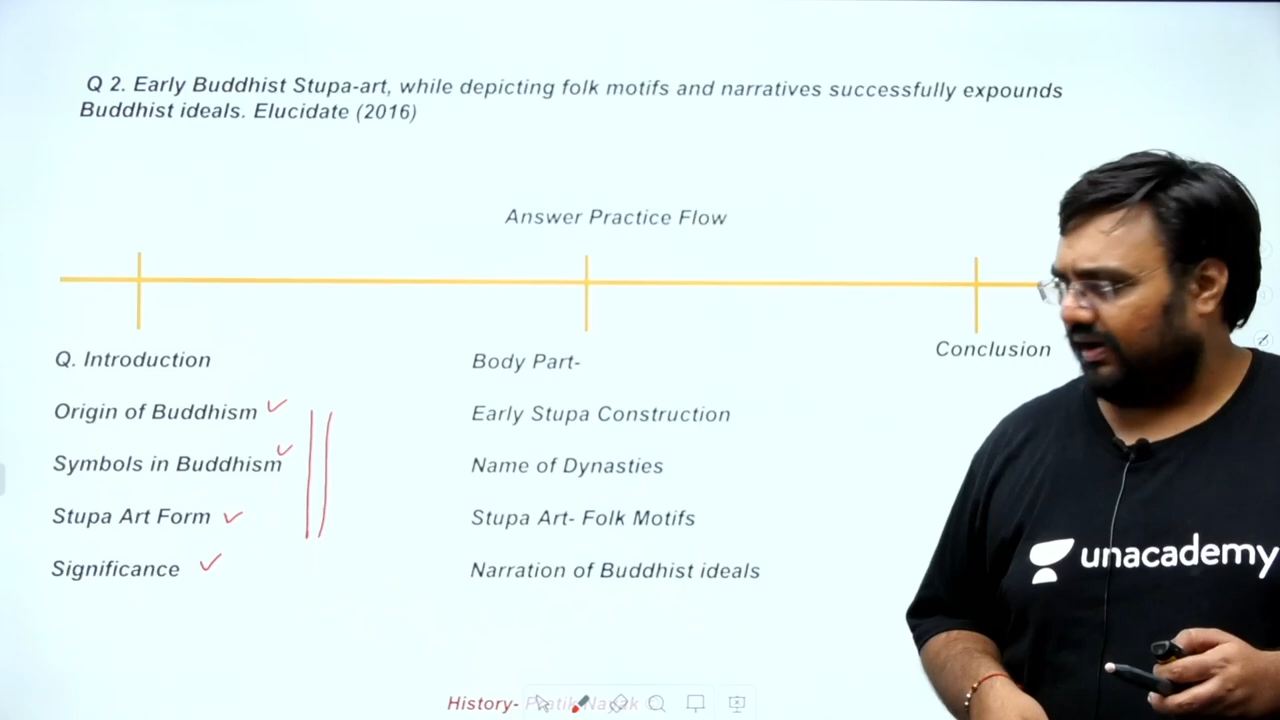 Q 2. Early Buddhist Stupa-art, while depicting folk motifs and narratives successfully expounds
Buddhist ideals. Elucidate (2016)
Answer Practice Flow
Q. Introduction
Body Part-
Conclusion
Origin of Buddhism
Early Stupa Construction
Symbols in Buddhism
Name of Dynasties
Stupa Art Form
Stupa Art- Folk Motifs
Significance
Narration of Buddhist ideals
unacademy
History- Pratik Nayak